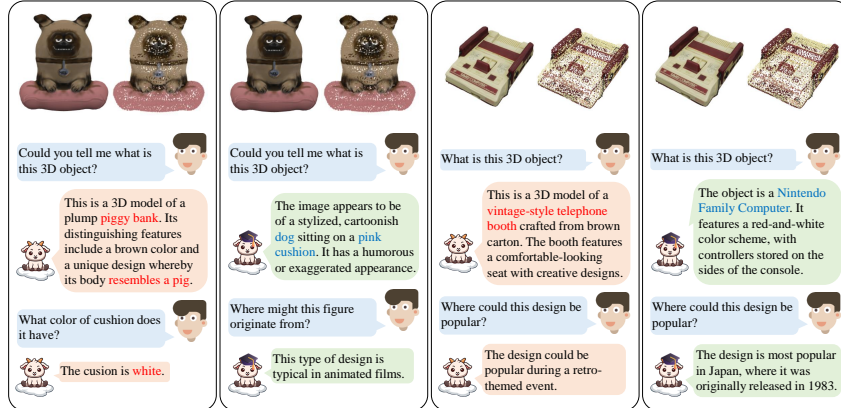 Could you tell me what is
this 3D object?
This is a 3D model of a
plump piggy bank. Its
distinguishing features
include a brown color and
a unique design whereby
its body resembles a pig.
What color of cushion does
it have?
The cusion is white.
Could you tell me what is
this 3D object?
The image appears to be
of a stylized, cartoonish
dog sitting on a pink
cushion. It has a humorous
or exaggerated appearance.
Where might this figure
originate from?
This type of design is
typical in animated films.
What is this 3D object?
This is a 3D model of a
vintage-style telephone
booth crafted from brown
carton. The booth features
a comfortable-looking
seat with creative designs.
Where could this design be
popular?
The design could be
popular during a retro-
themed event.
What is this 3D object?
The object is a Nintendo
Family Computer. It
features a red-and-white
color scheme, with
controllers stored on the
sides of the console.
Where could this design be
popular?
The design is most popular
in Japan, where it was
originally released in 1983.